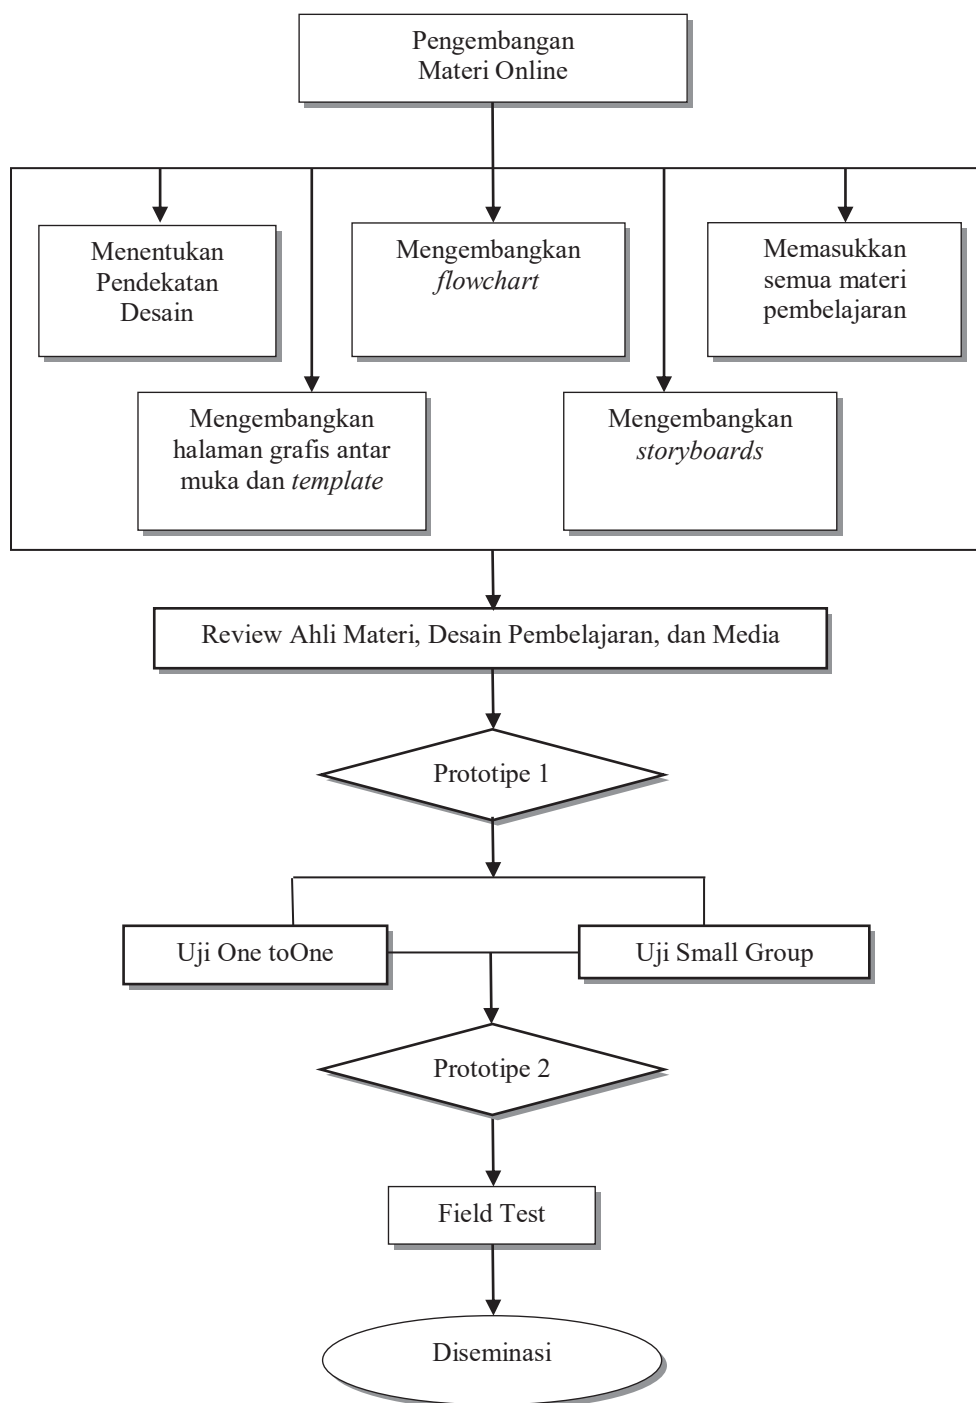 Pengembangan
Materi Online
Menentukan
Pendekatan
Desain
Mengembangkan
flowchart
Memasukkan
semua materi
pembelajaran
Mengembangkan
halaman grafis antar
muka dan template
Mengembangkan
storyboards
Review Ahli Materi, Desain Pembelajaran, dan Media
Prototipe 1
Uji One toOne
Uji Small Group
Prototipe 2
Field Test
Diseminasi